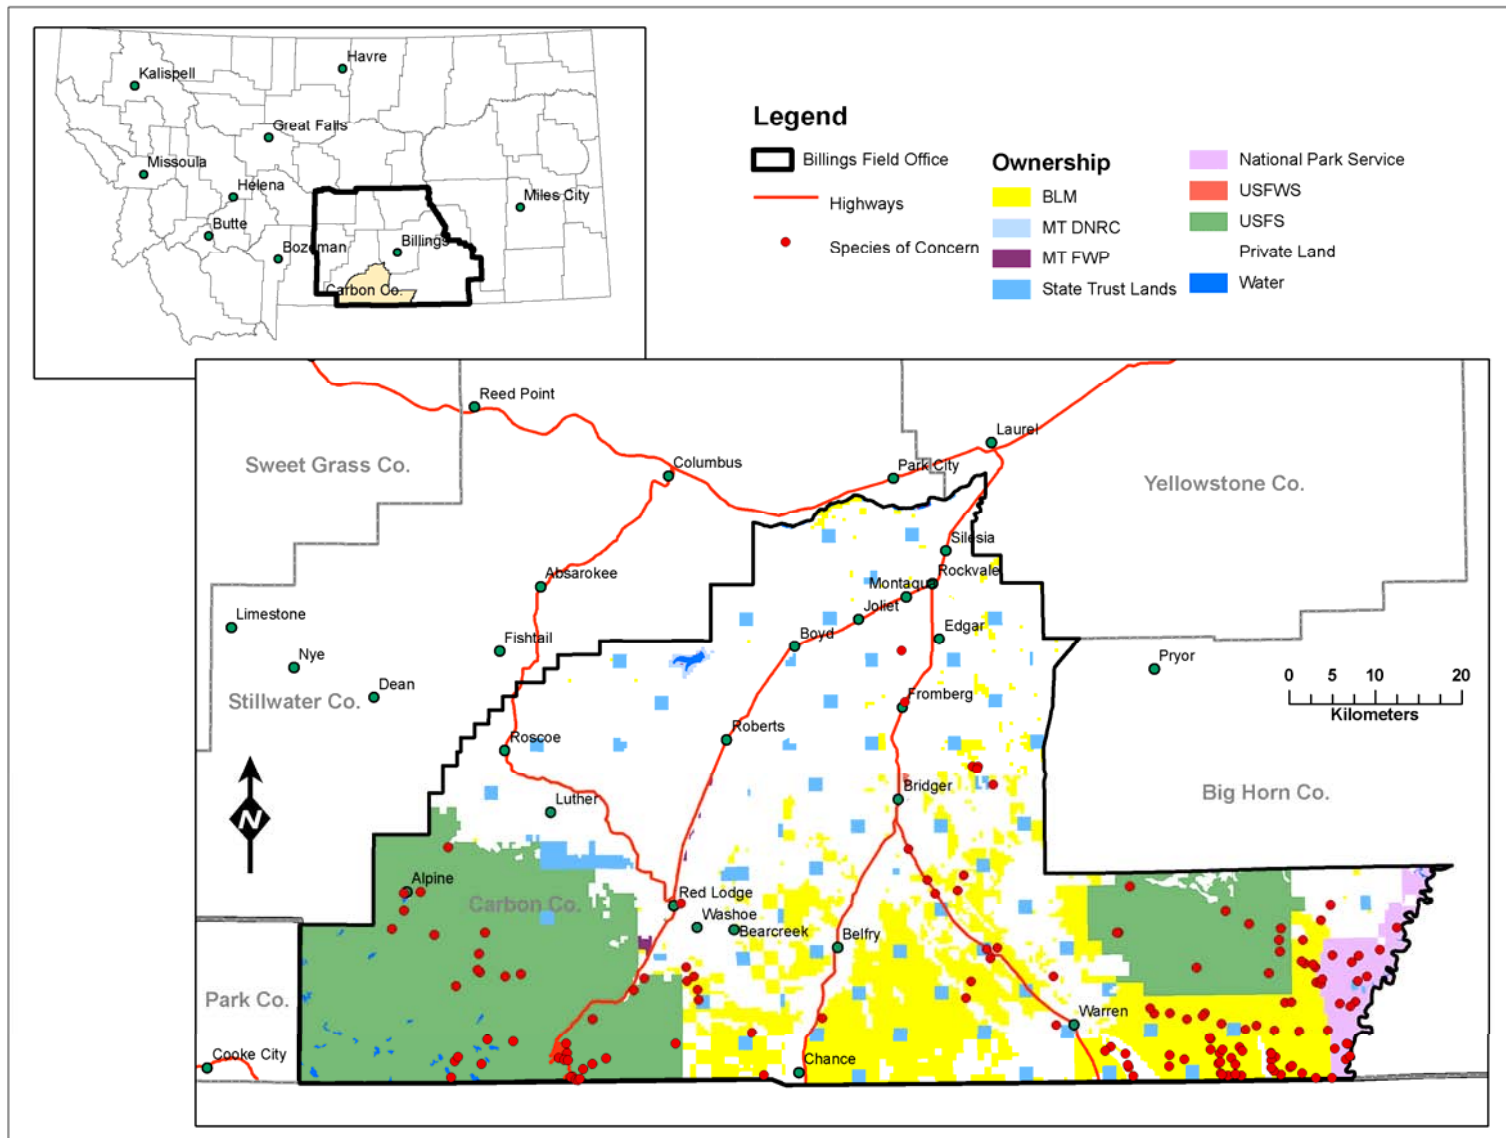 Havre
Kalispell
Great Falls
Missoula
Helena
Miles City
Butte
Bozeman
Billings
Carbon Co.
Legend
Billings Field Office
Highways
Species of Concern
Ownership
BLM
MT DNRC
MT FWP
State Trust Lands
National Park Service
USFWS
USFS
Private Land
Water
Reed Point
Laurel
Sweet Grass Co.
Columbus
Park City
Yellowstone Co.
Silesia
Absarokee
Rockvale
Montaqua
Joliet
Limestone
Edgar
Fishtail
Boyd
Nye
Pryor
0 5 10 20
Kilometers
Dean
Stillwater Co.
Fromberg
Roscoe
Roberts
N
Luther
Bridger
Big Horn Co.
Alpine
Carbon Co.
Red Lodge
Washoe
Bearcreek
Belfry
Park Co.
Warren
Cooke City
Chance